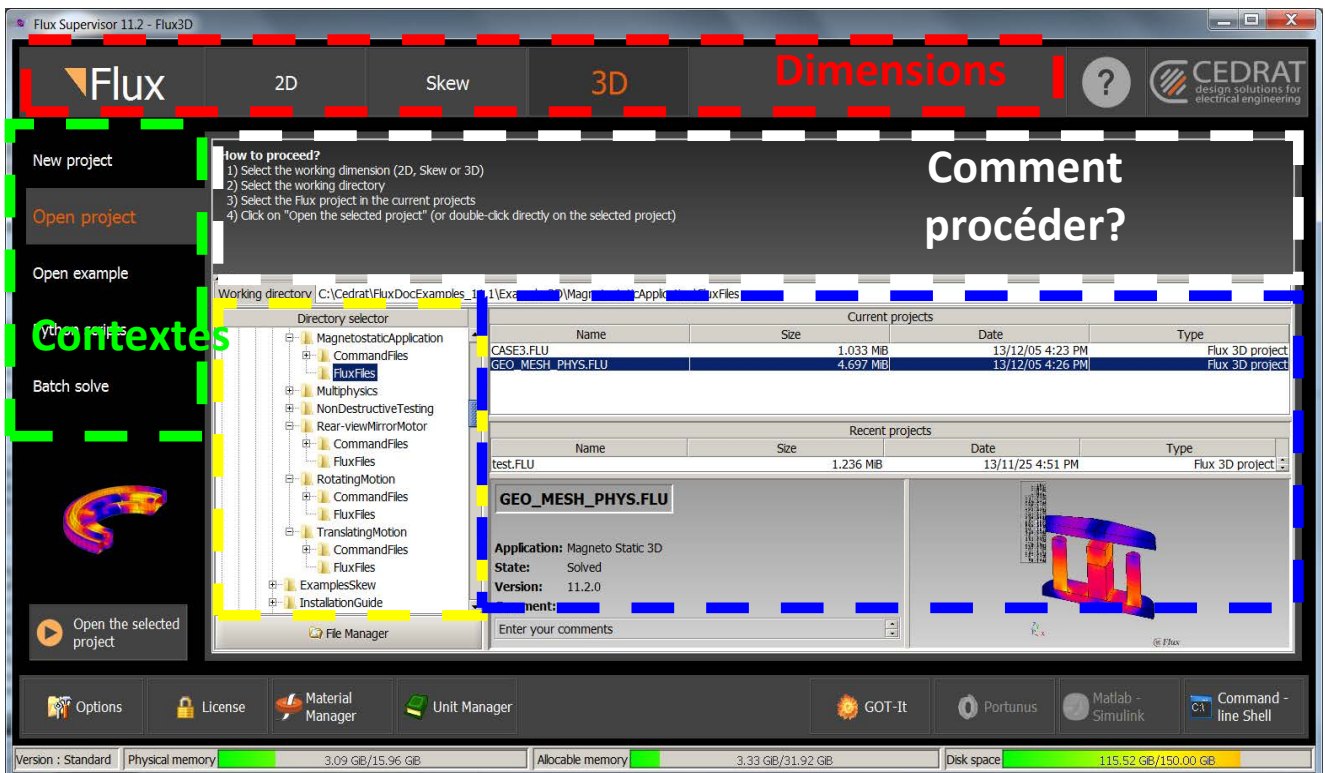 Flux Supervisor 11.2 - Flux3D
Flux
2D
Skew
3D
Dimensions
?
CEDRAT
design solutions for
electrical engineering
New project
Open project
Open example
Python scripts
Contextes
Batch solve
How to proceed?
1) Select the working dimension (2D, Skew or 3D)
2) Select the working directory
3) Select the Flux project in the current projects
4) Click on "Open the selected project" (or double-click directly on the selected project)
Comment
procéder?
Working directory C:\Cedrat\FluxDocExamples_
Directory selector
MagnetostaticApplication
CommandFiles
FluxFiles
Multiphysics
NonDestructiveTesting
Rear-viewMirrorMotor
CommandFiles
FluxFiles
RotatingMotion
CommandFiles
FluxFiles
TranslatingMotion
CommandFiles
FluxFiles
ExamplesSkew
InstallationGuide
File Manager
Current projects
Name Size Date Type
CASE3.FLU 1.033 MiB 13/12/05 4:23 PM Flux 3D project
GEO_MESH_PHYS.FLU 4.697 MiB 13/12/05 4:26 PM Flux 3D project
Recent projects
Name Size Date Type
test.FLU 1.236 MiB 13/11/25 4:51 PM Flux 3D project
GEO_MESH_PHYS.FLU
Application: Magneto Static 3D
State: Solved
Version: 11.2.0
Enter your comments
Flux
Open the selected
project
Options
License
Material
Manager
Unit Manager
GOT-It
Portunus
Matlab -
Simulink
Command -
line Shell
Version : Standard
Physical memory 3.09 GiB/15.96 GiB
Allocable memory 3.33 GiB/31.92 GiB
Disk space 115.52 GiB/150.00 GiB